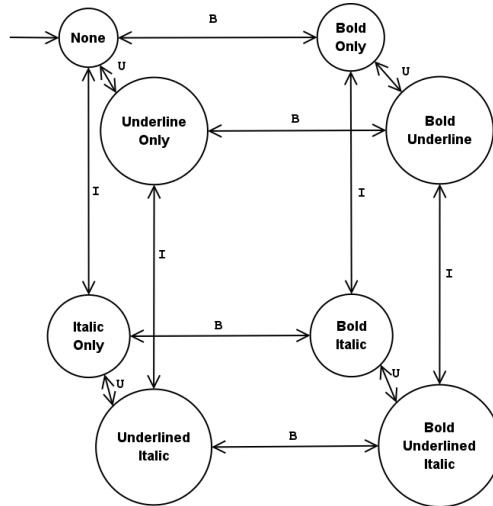 None
B
Bold
Only
U
U
Underline
Only
B
Bold
Underline
I
I
I
I
Italic
Only
B
Bold
Italic
U
U
Underlined
Italic
B
Bold
Underlined
Italic